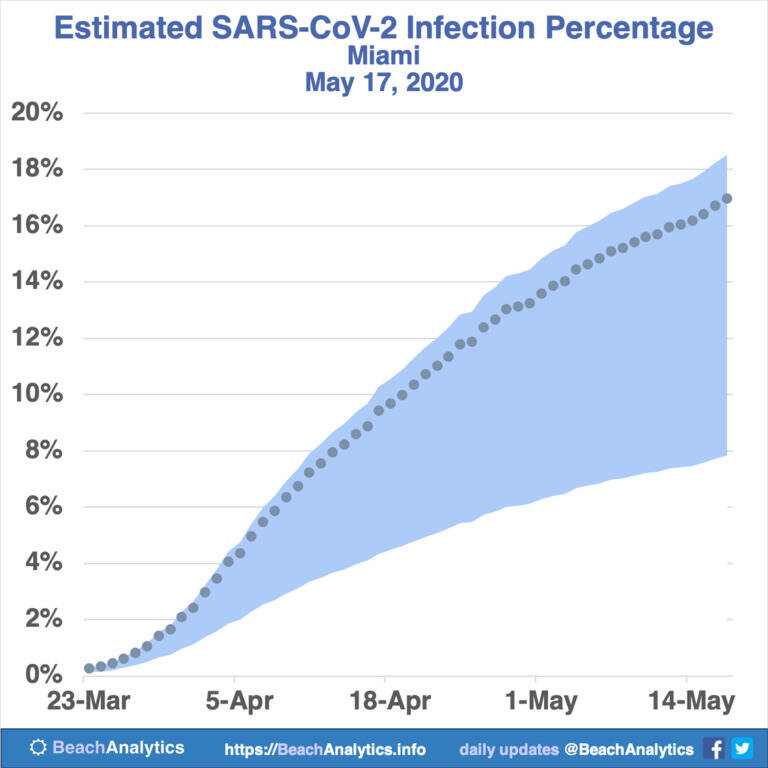 Estimated SARS-CoV-2 Infection Percentage
Miami
May 17, 2020
20%
18%
16%
14%
12%
10%
8%
6%
4%
2%
0%
23-Mar 5-Apr 18-Apr 1-May 14-May
BeachAnalytics https://BeachAnalytics.info daily updates @BeachAnalytics